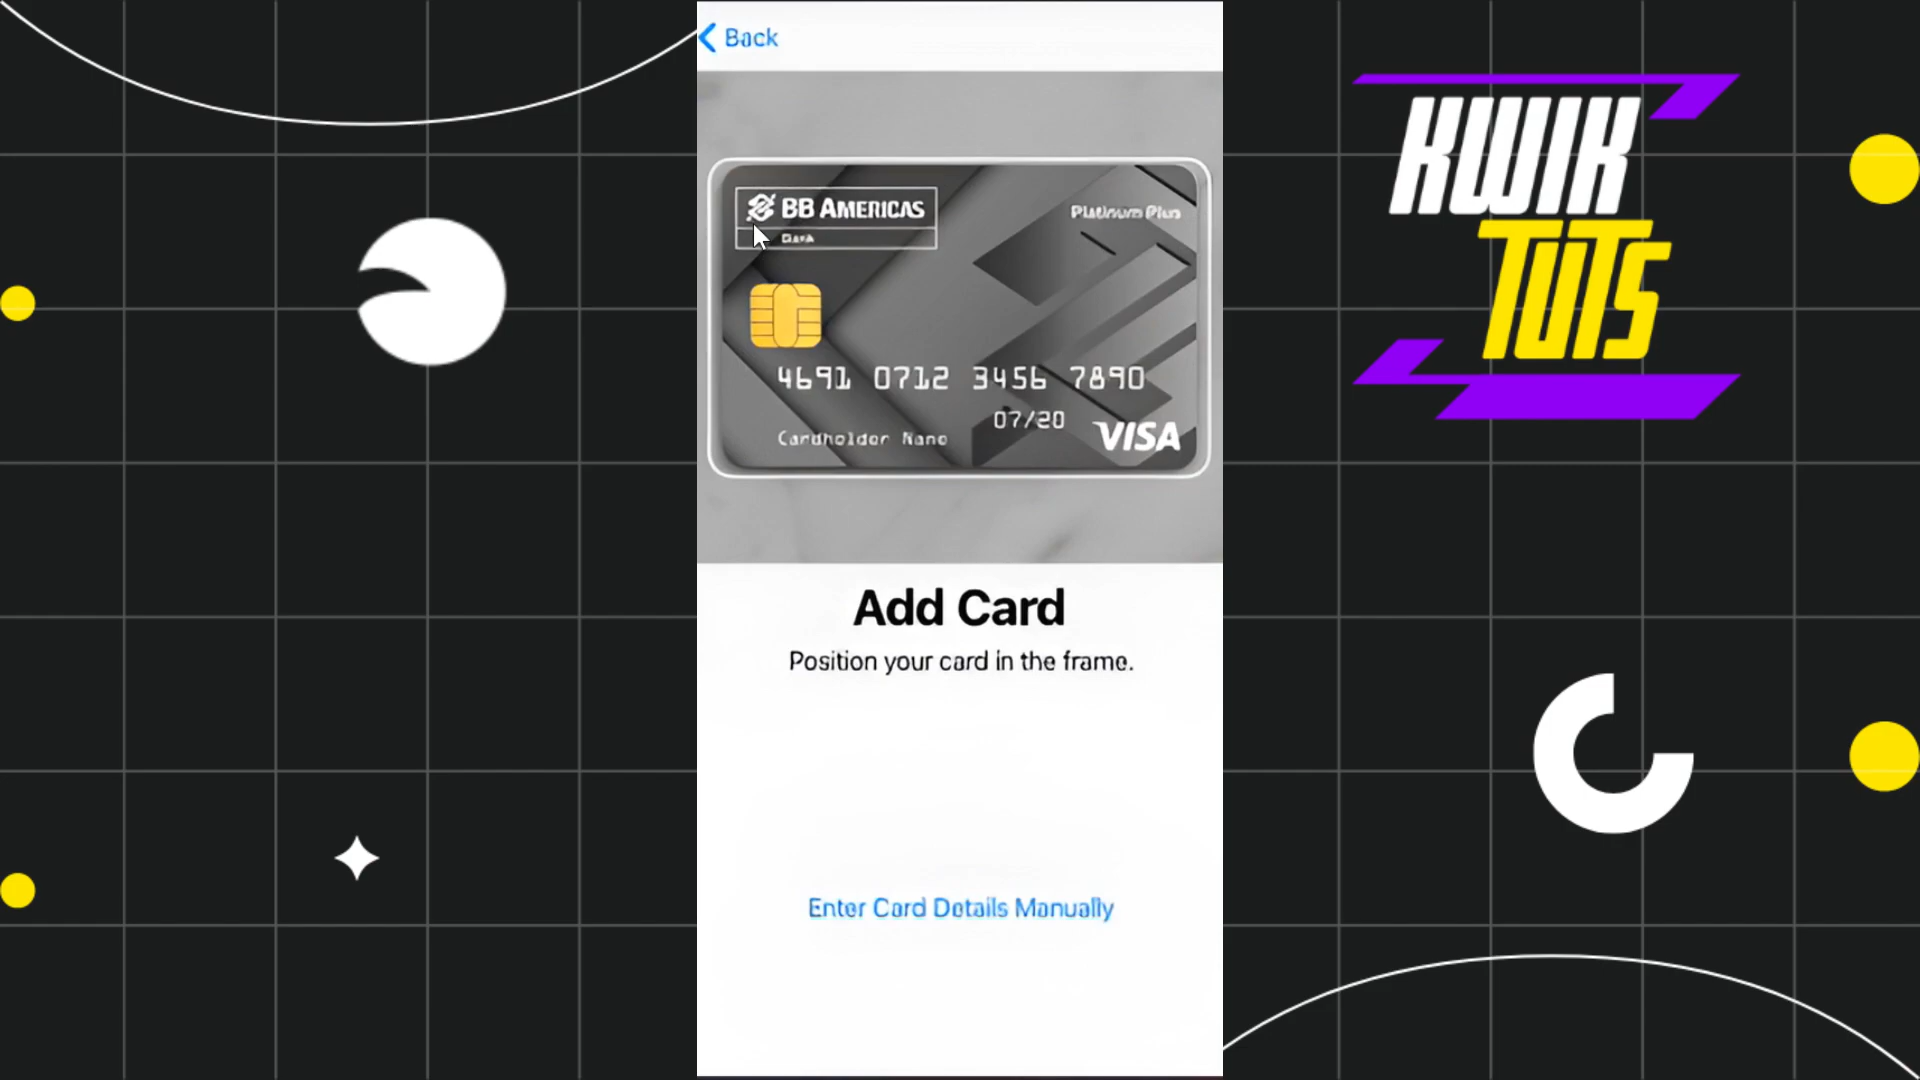 Back
BB AMERICAS
Bank
Platinum Plus
4691 0712 3456 7890
07/20
Cardholder Name
VISA
Add Card
Position your card in the frame.
Enter Card Details Manually
KWIK
TUTS